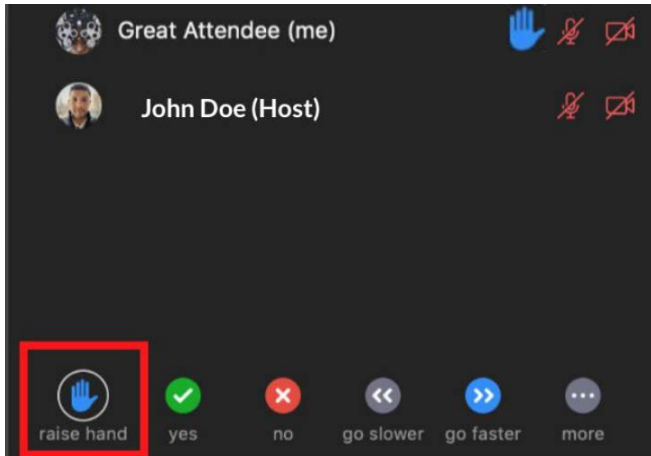 Great Attendee (me)
John Doe (Host)
raise hand yes no go slower go faster more